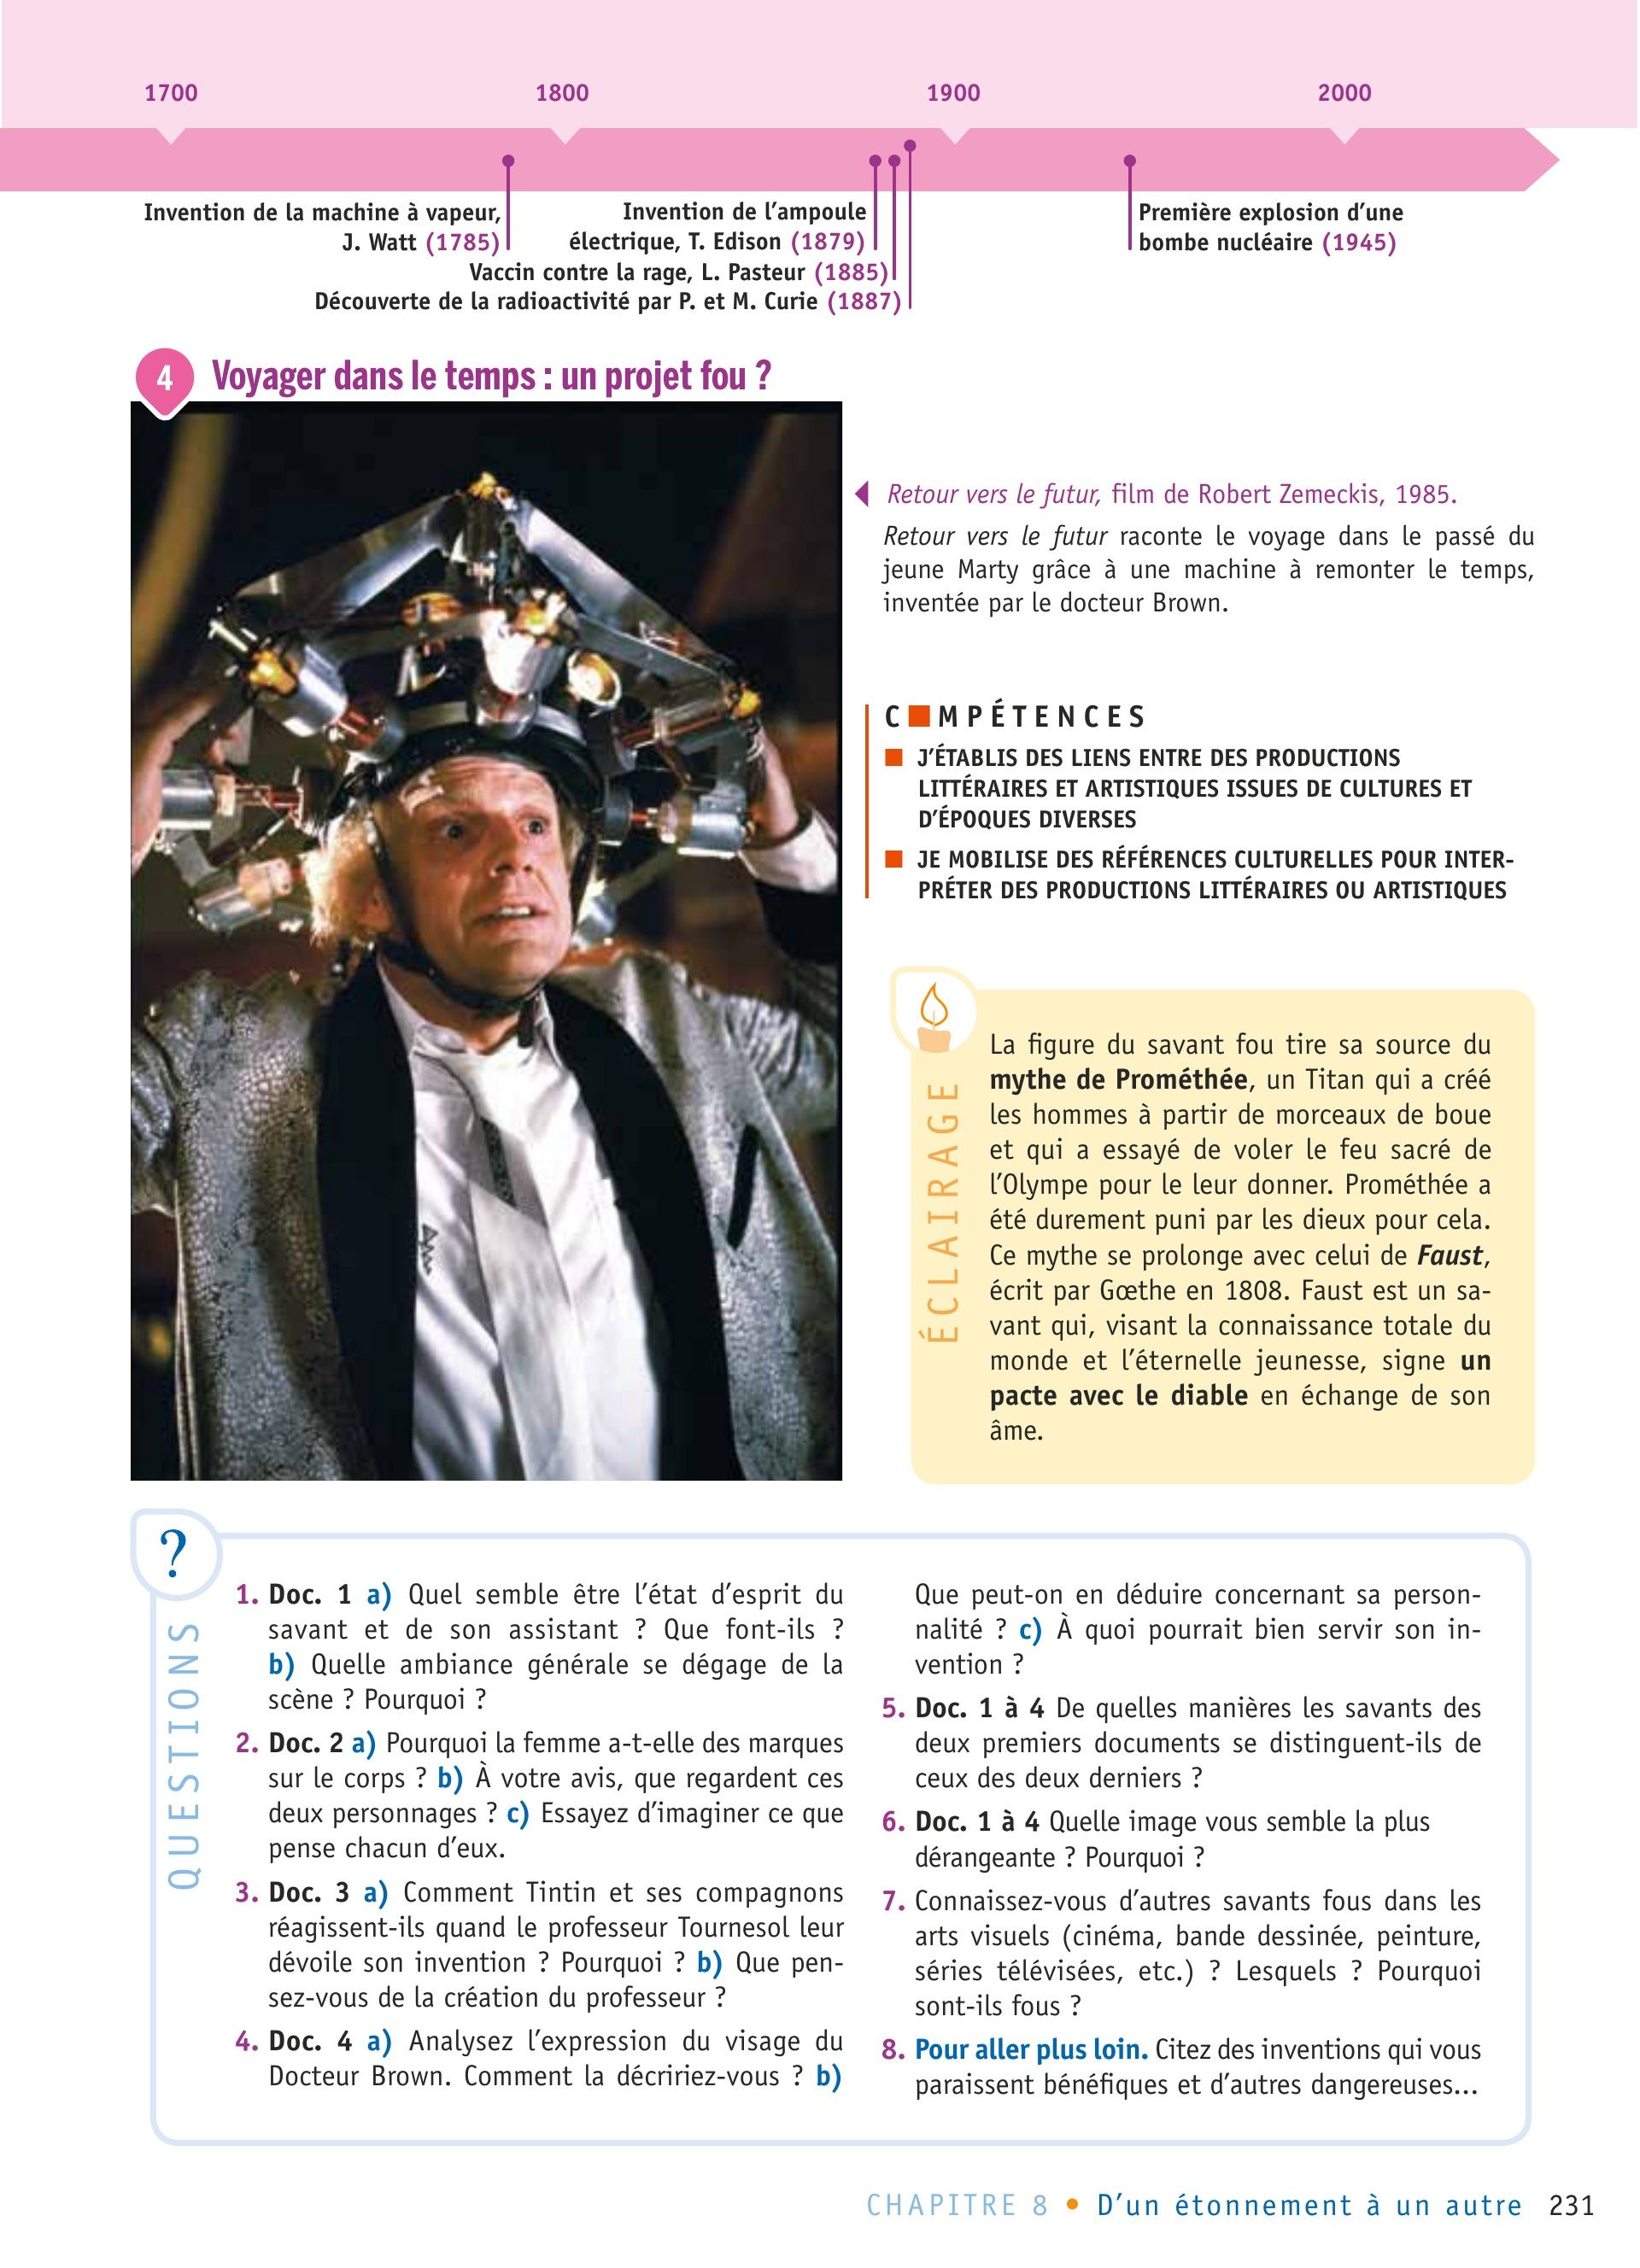 1700 1800 1900 2000
Invention de la machine à vapeur,
J. Watt (1785)
Invention de l'ampoule
électrique, T. Edison (1879)
Vaccin contre la rage, L. Pasteur (1885)
Découverte de la radioactivité par P. et M. Curie (1887)
Première explosion d'une
bombe nucléaire (1945)
4 Voyager dans le temps : un projet fou ?
Retour vers le futur, film de Robert Zemeckis, 1985.
Retour vers le futur raconte le voyage dans le passé du
jeune Marty grâce à une machine à remonter le temps,
inventée par le docteur Brown.
C■MPÉTENCES
■ J'ÉTABLIS DES LIENS ENTRE DES PRODUCTIONS
LITTÉRAIRES ET ARTISTIQUES ISSUES DE CULTURES ET
D'ÉPOQUES DIVERSES
■ JE MOBILISE DES RÉFÉRENCES CULTURELLES POUR INTER-
PRÉTER DES PRODUCTIONS LITTÉRAIRES OU ARTISTIQUES
ÉCLAIRAGE
La figure du savant fou tire sa source du
mythe de Prométhée, un Titan qui a créé
les hommes à partir de morceaux de boue
et qui a essayé de voler le feu sacré de
l'Olympe pour le leur donner. Prométhée a
été durement puni par les dieux pour cela.
Ce mythe se prolonge avec celui de Faust,
écrit par Gœthe en 1808. Faust est un sa-
vant qui, visant la connaissance totale du
monde et l'éternelle jeunesse, signe un
pacte avec le diable en échange de son
âme.
?
QUESTIONS
1. Doc. 1 a) Quel semble être l'état d'esprit du
savant et de son assistant ? Que font-ils ?
b) Quelle ambiance générale se dégage de la
scène ? Pourquoi ?
2. Doc. 2 a) Pourquoi la femme a-t-elle des marques
sur le corps ? b) À votre avis, que regardent ces
deux personnages ? c) Essayez d'imaginer ce que
pense chacun d'eux.
3. Doc. 3 a) Comment Tintin et ses compagnons
réagissent-ils quand le professeur Tournesol leur
dévoile son invention ? Pourquoi ? b) Que pen-
sez-vous de la création du professeur ?
4. Doc. 4 a) Analysez l'expression du visage du
Docteur Brown. Comment la décririez-vous ? b)
Que peut-on en déduire concernant sa person-
nalité ? c) À quoi pourrait bien servir son in-
vention ?
5. Doc. 1 à 4 De quelles manières les savants des
deux premiers documents se distinguent-ils de
ceux des deux derniers ?
6. Doc. 1 à 4 Quelle image vous semble la plus
dérangeante ? Pourquoi ?
7. Connaissez-vous d'autres savants fous dans les
arts visuels (cinéma, bande dessinée, peinture,
séries télévisées, etc.) ? Lesquels ? Pourquoi
sont-ils fous ?
8. Pour aller plus loin. Citez des inventions qui vous
paraissent bénéfiques et d'autres dangereuses...
CHAPITRE 8 • D'un étonnement à un autre 231